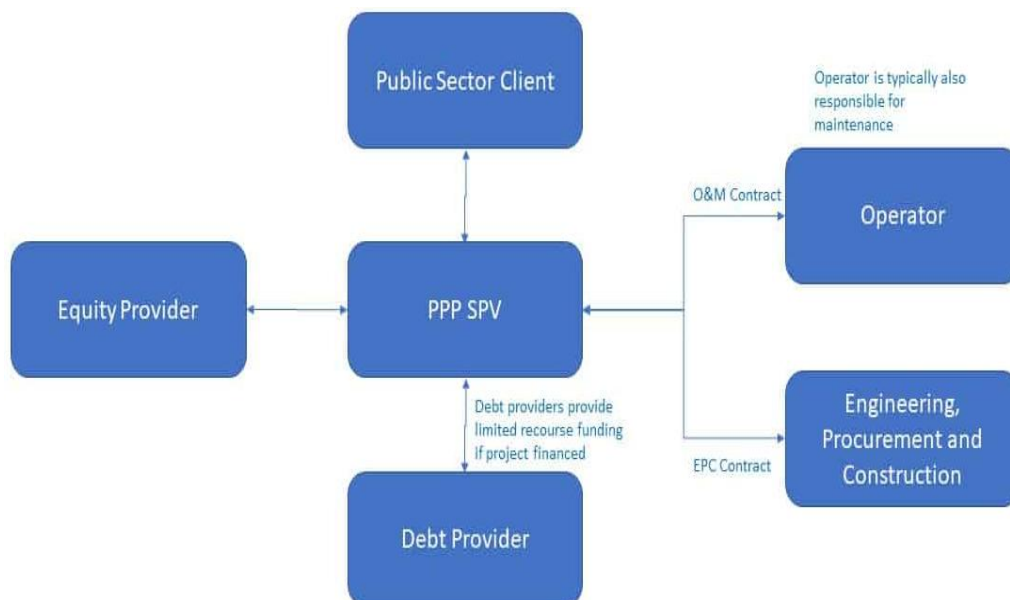 Public Sector Client
Operator is typically also
responsible for
maintenance
O&M Contract
Operator
Equity Provider
PPP SPV
Debt providers provide
limited recourse funding
if project financed
Engineering,
Procurement and
Construction
EPC Contract
Debt Provider